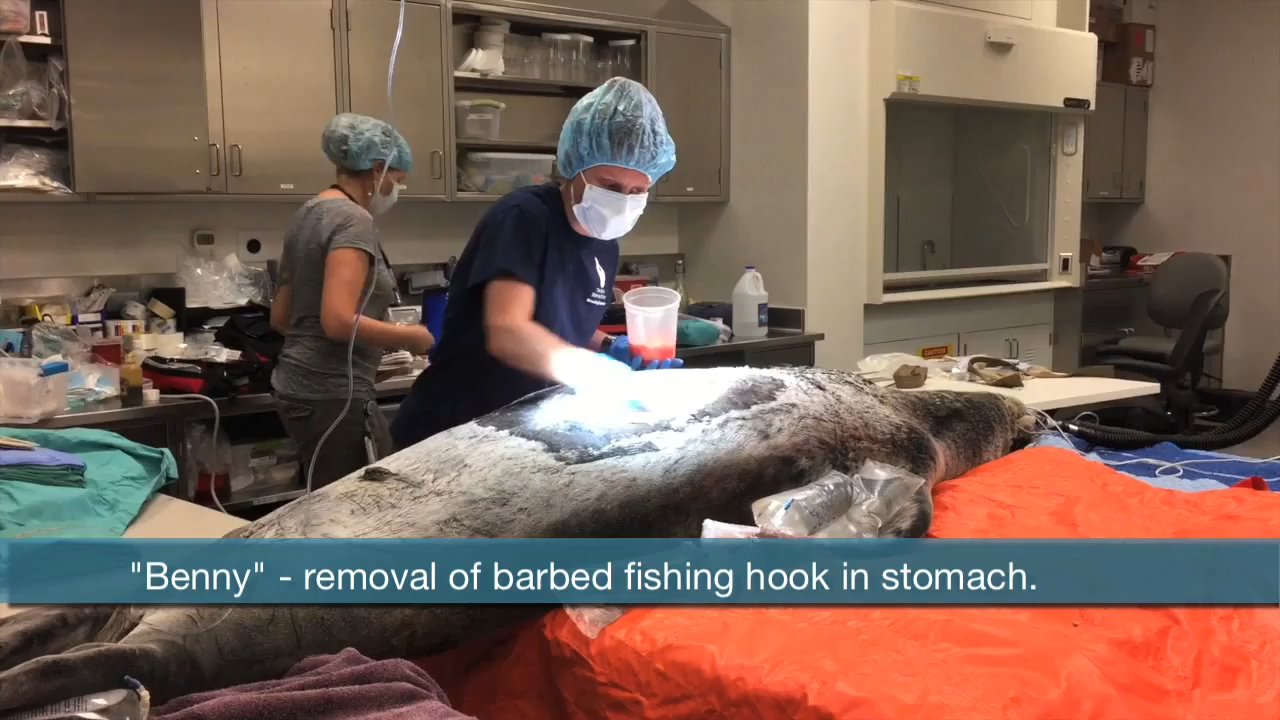 "Benny" - removal of barbed fishing hook in stomach.